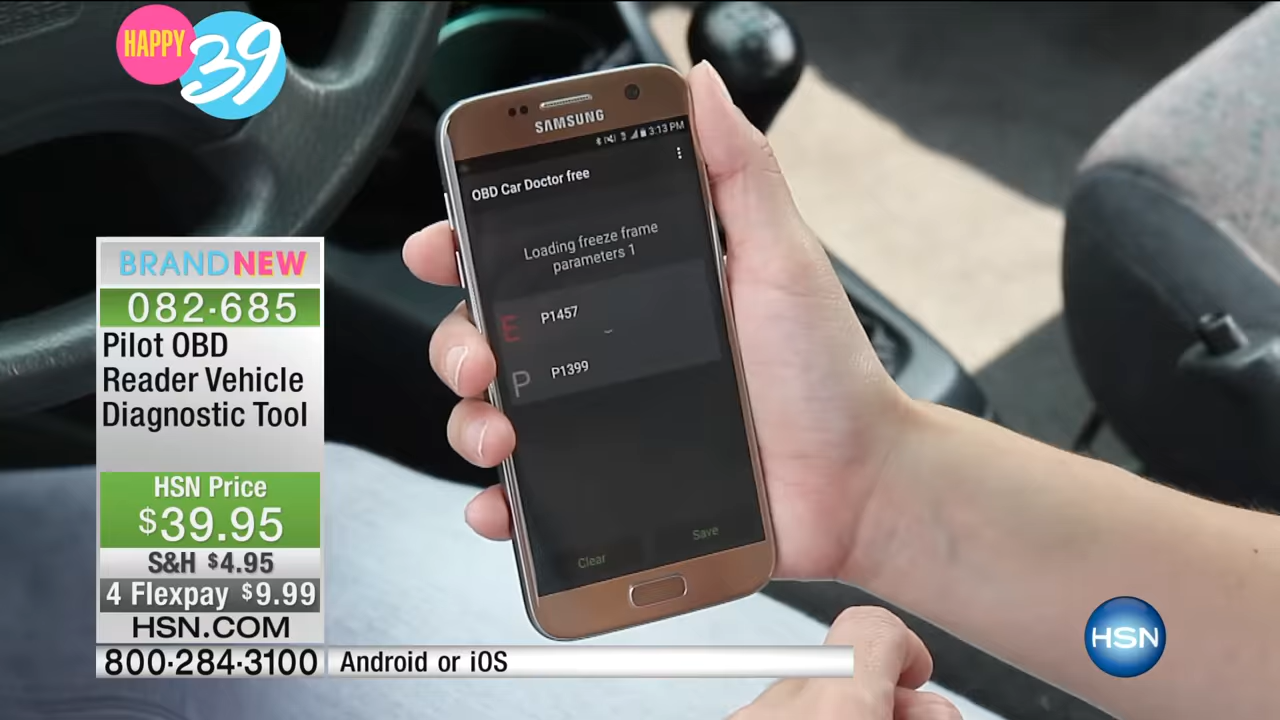 HAPPY
39
SAMSUNG
3:13 PM
OBD Car Doctor free
Loading freeze frame
parameters 1
E P1457
P P1399
Clear Save
BRAND NEW
082·685
Pilot OBD
Reader Vehicle
Diagnostic Tool
HSN Price
$39.95
S&H $4.95
4 Flexpay $9.99
HSN.COM
800·284·3100
Android or iOS
HSN